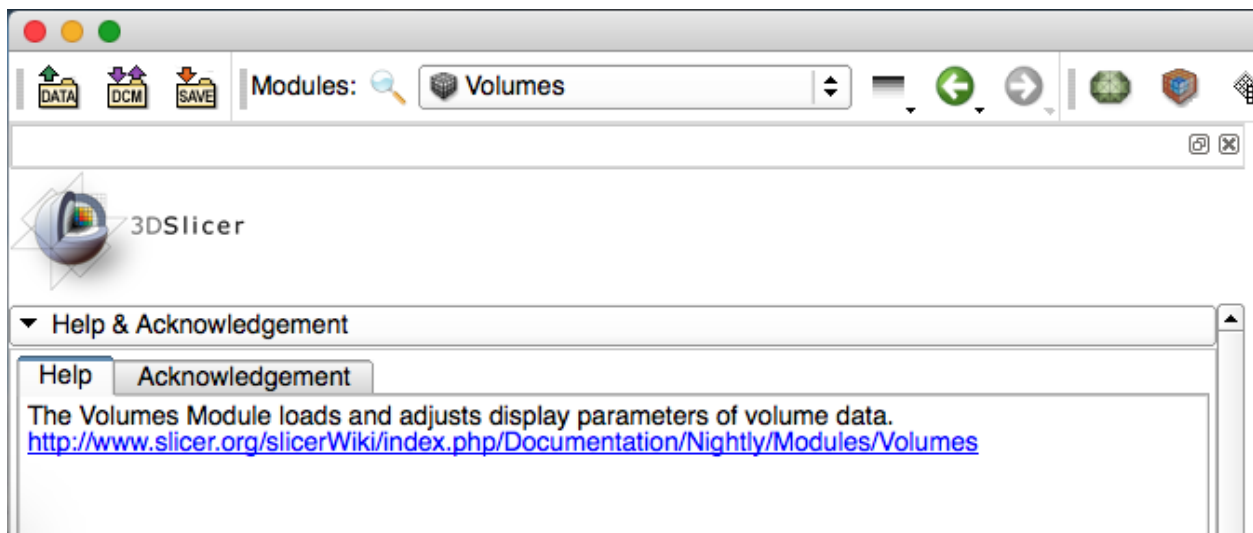 DATA DCM SAVE Modules: Volumes
3DSlicer
Help & Acknowledgement
Help Acknowledgement
The Volumes Module loads and adjusts display parameters of volume data.
http://www.slicer.org/slicerWiki/index.php/Documentation/Nightly/Modules/Volumes